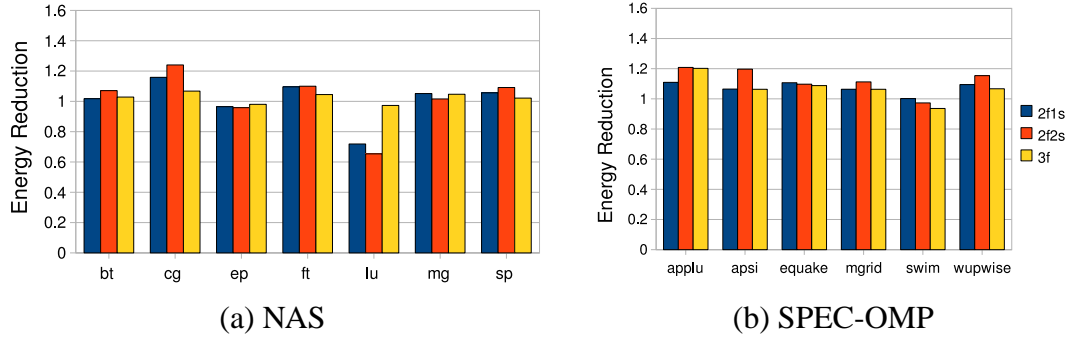 1.6
1.4
1.2
1
0.8
0.6
0.4
0.2
0
Energy Reduction
bt cg ep ft lu mg sp
(a) NAS
1.6
1.4
1.2
1
0.8
0.6
0.4
0.2
0
Energy Reduction
applu apsi equake mgrid swim wupwise
2f1s
2f2s
3f
(b) SPEC-OMP